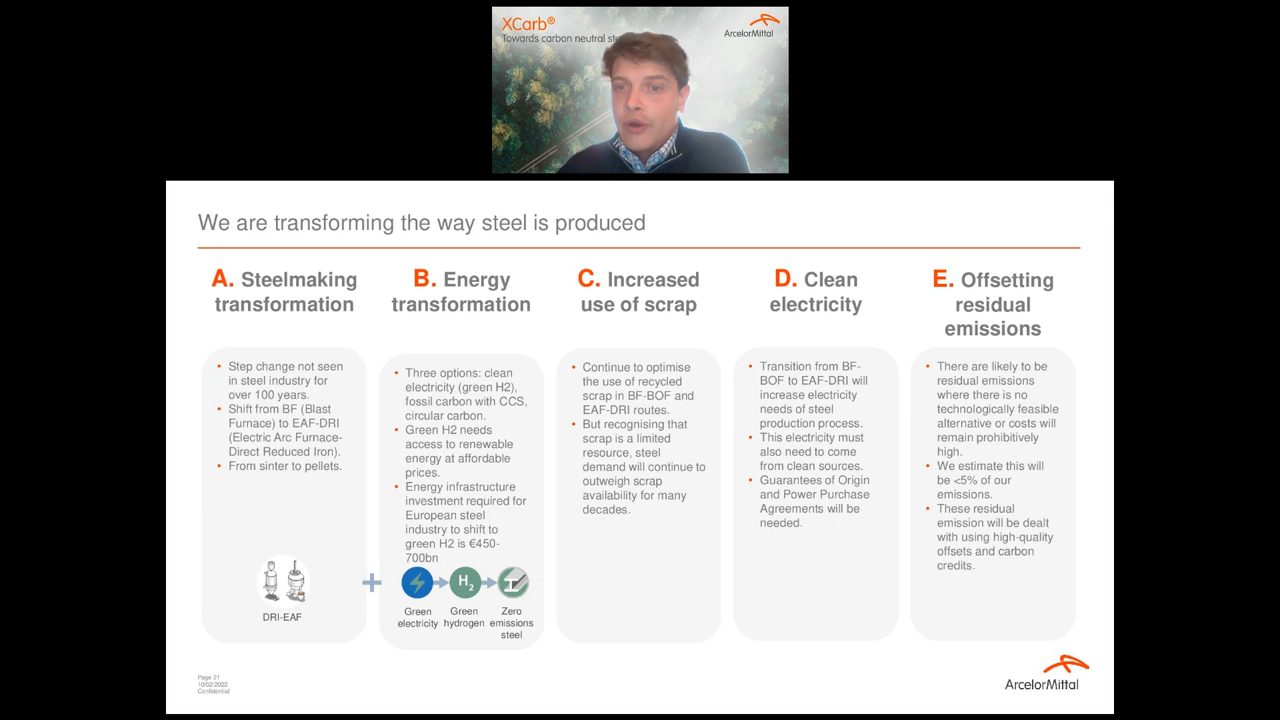 XCarb®
Towards carbon neutral ste
ArcelorMittal
We are transforming the way steel is produced
A. Steelmaking
transformation
Step change not seen
in steel industry for
over 100 years.
Shift from BF (Blast
Furnace) to EAF-DRI
(Electric Arc Furnace-
Direct Reduced Iron).
From sinter to pellets.
DRI-EAF
+
B. Energy
transformation
Three options: clean
electricity (green H2),
fossil carbon with CCS,
circular carbon.
Green H2 needs
access to renewable
energy at affordable
prices.
Energy infrastructure
investment required for
European steel
industry to shift to
green H2 is €450-
700bn
H2
Green
electricity
Green
hydrogen
Zero
emissions
steel
C. Increased
use of scrap
Continue to optimise
the use of recycled
scrap in BF-BOF and
EAF-DRI routes.
But recognising that
scrap is a limited
resource, steel
demand will continue to
outweigh scrap
availability for many
decades.
D. Clean
electricity
Transition from BF-
BOF to EAF-DRI will
increase electricity
needs of steel
production process.
This electricity must
also need to come
from clean sources.
Guarantees of Origin
and Power Purchase
Agreements will be
needed.
E. Offsetting
residual
emissions
There are likely to be
residual emissions
where there is no
technologically feasible
alternative or costs will
remain prohibitively
high.
We estimate this will
be <5% of our
emissions.
These residual
emission will be dealt
with using high-quality
offsets and carbon
credits.
Page 21
10/02/2022
Confidential
ArcelorMittal